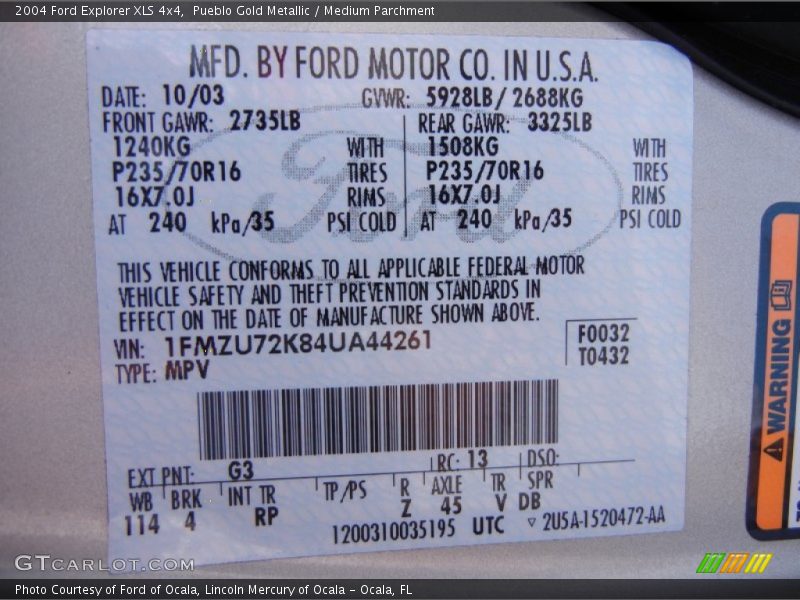 2004 Ford Explorer XLS 4x4,  Pueblo Gold Metallic / Medium Parchment
MFD. BY FORD MOTOR CO. IN U.S.A.
DATE: 10/03 GVWR: 5928LB/ 2688KG
FRONT GAWR: 2735LB REAR GAWR: 3325LB
1240KG WITH 1508KG WITH
P235/70R16 TIRES P235/70R16 TIRES
16X7.0J RIMS 16X7.0J RIMS
AT 240 kPa/35 PSI COLD AT 240 kPa/35 PSI COLD
Ford
THIS VEHICLE CONFORMS TO ALL APPLICABLE FEDERAL MOTOR
VEHICLE SAFETY AND THEFT PREVENTION STANDARDS IN
EFFECT ON THE DATE OF MANUFACTURE SHOWN ABOVE.
VIN: 1FMZU72K84UA44261 F0032
TYPE: MPV T0432
EXT PNT: G3 RC: 13 DSO:
WB BRK INT TR TP/PS R AXLE TR SPR
114 4 RP Z 45 V DB
1200310035195 UTC ▽ 2U5A-1520472-AA
WARNING
GTCARLOT.COM
Photo Courtesy of Ford of Ocala, Lincoln Mercury of Ocala – Ocala, FL